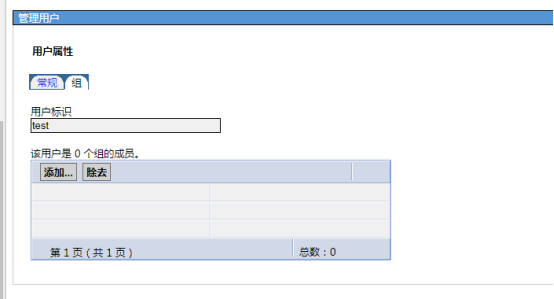 管理用户
用户属性
常规 组
用户标识
test
该用户是 0 个组的成员。
添加... 除去
第 1 页 ( 共 1 页 ) 总数：0